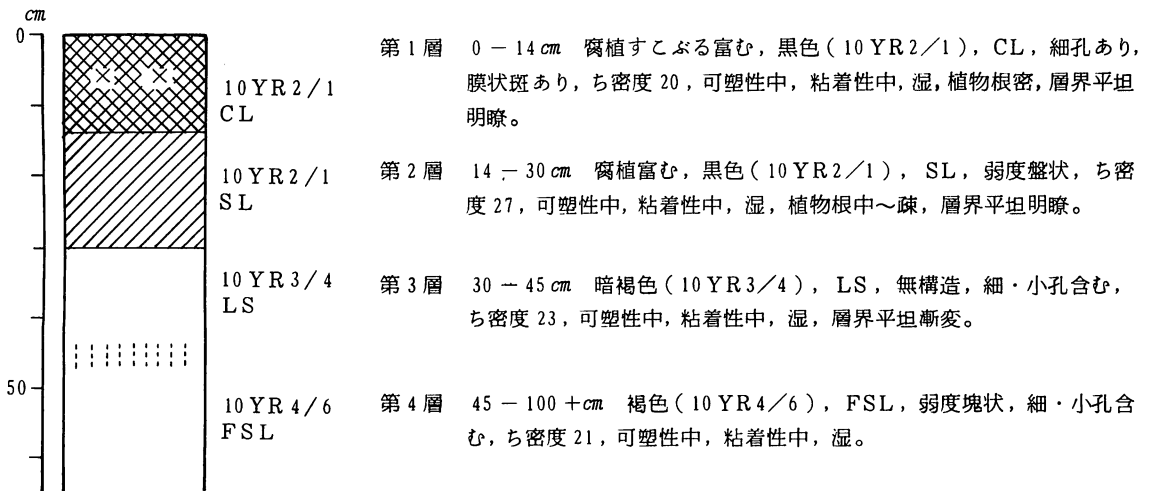 cm
0
50
10YR2/1
CL
10YR2/1
SL
10YR3/4
LS
10YR4/6
FSL
第1層 0－14cm 腐植すこぶる富む，黒色（10YR2／1），CL，細孔あり，
膜状斑あり，ち密度20，可塑性中，粘着性中，湿，植物根密，層界平坦
明瞭。
第2層 14－30cm 腐植富む，黒色（10YR2／1），SL，弱度盤状，ち密
度27，可塑性中，粘着性中，湿，植物根中～疎，層界平坦明瞭。
第3層 30－45cm 暗褐色（10YR3／4），LS，無構造，細・小孔含む，
ち密度23，可塑性中，粘着性中，湿，層界平坦漸変。
第4層 45－100+cm 褐色（10YR4／6），FSL，弱度塊状，細・小孔含
む，ち密度21，可塑性中，粘着性中，湿。